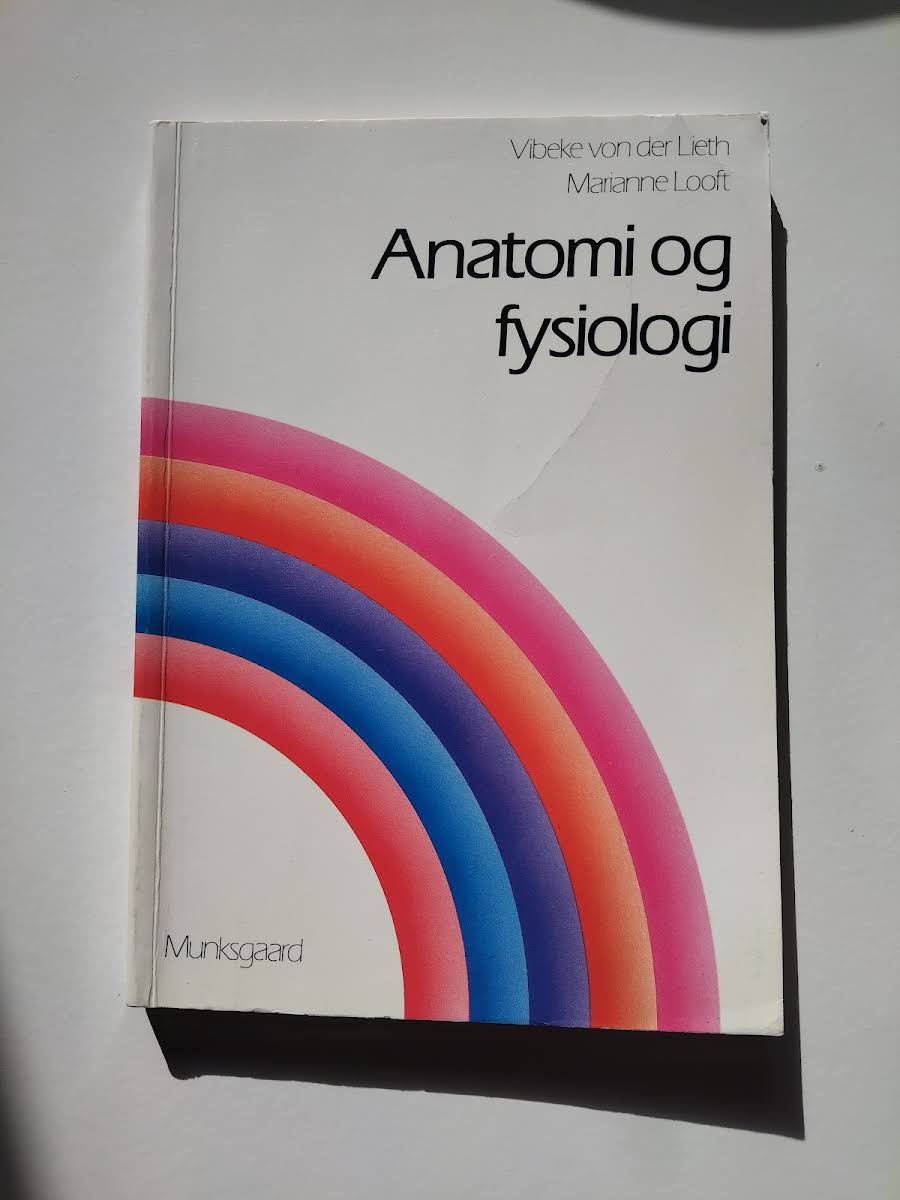 Vibeke von der Lieth
Marianne Looft
Anatomi og
fysiologi
Munksgaard